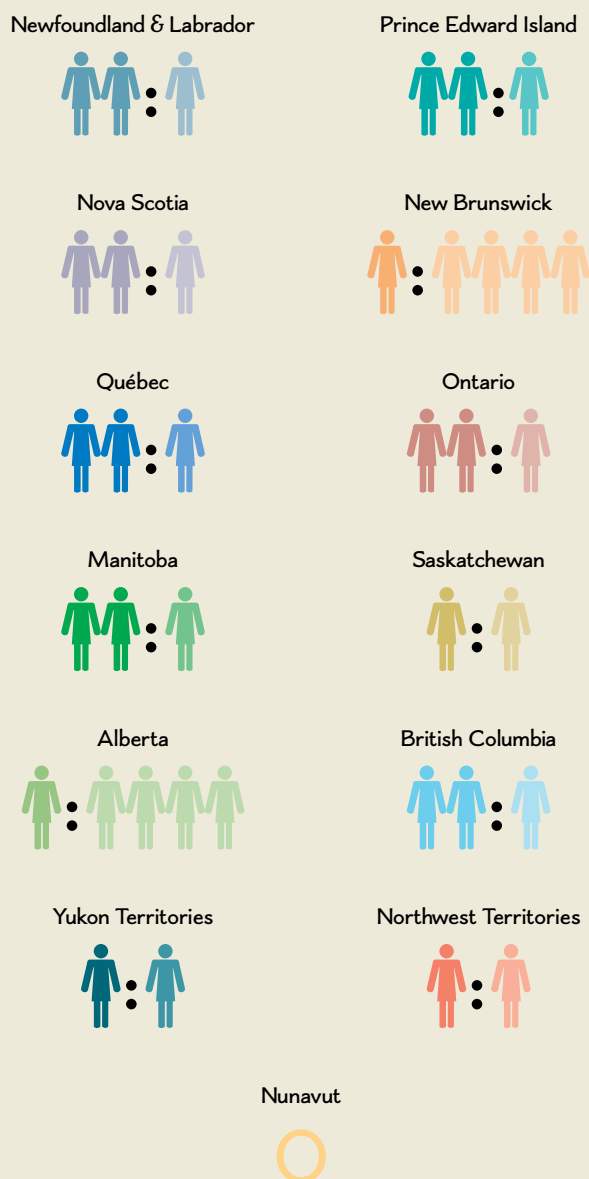 Newfoundland & Labrador
Prince Edward Island
:
:
Nova Scotia
New Brunswick
:
:
Québec
Ontario
:
:
Manitoba
Saskatchewan
:
:
Alberta
British Columbia
:
:
Yukon Territories
Northwest Territories
:
:
Nunavut
0